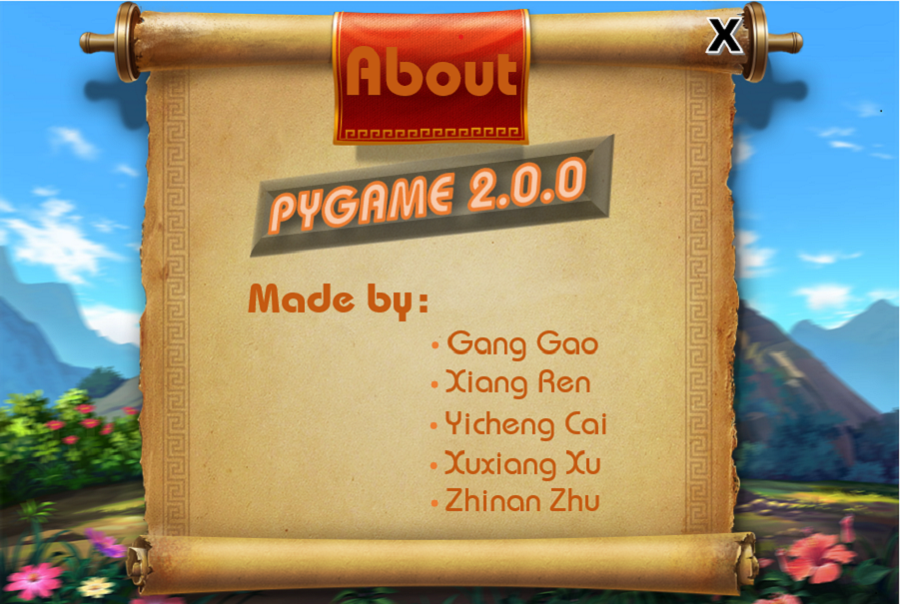 About
X
PYGAME 2.0.0
Made by:
• Gang Gao
• Xiang Ren
• Yicheng Cai
• Xuxiang Xu
• Zhinan Zhu